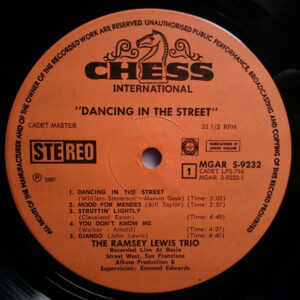 ALL RIGHTS OF THE MANUFACTURER AND OF THE OWNER OF THE RECORDED WORK ARE RESERVED. UNAUTHORISED PUBLIC PERFORMANCE, BROADCASTING AND COPYING OF THIS RECORD PROHIBITED
CHESS
INTERNATIONAL
"DANCING IN THE STREET"
CADET MASTER
33 1/3 RPM
STEREO
MGAR S-9232
1
CADET LPS-794
MGAR S-9232-1
1 DANCING IN THE STREET
(William Stevenson - Marvin Gaye) (Time: 5:03)
2 MOOD FOR MENDES (Bill Taylor) (Time: 2:57)
3 STRUTTIN' LIGHTLY
(Cleveland Eaton) (Time: 4:45)
4 YOU DON'T KNOW ME
(Walker - Arnold) (Time: 4:37)
5 DJANGO (John Lewis) (Time: 4:40)
THE RAMSEY LEWIS TRIO
Recorded Live At Basin
Street West, San Francisco
Album Production &
Supervision: Esmond Edwards